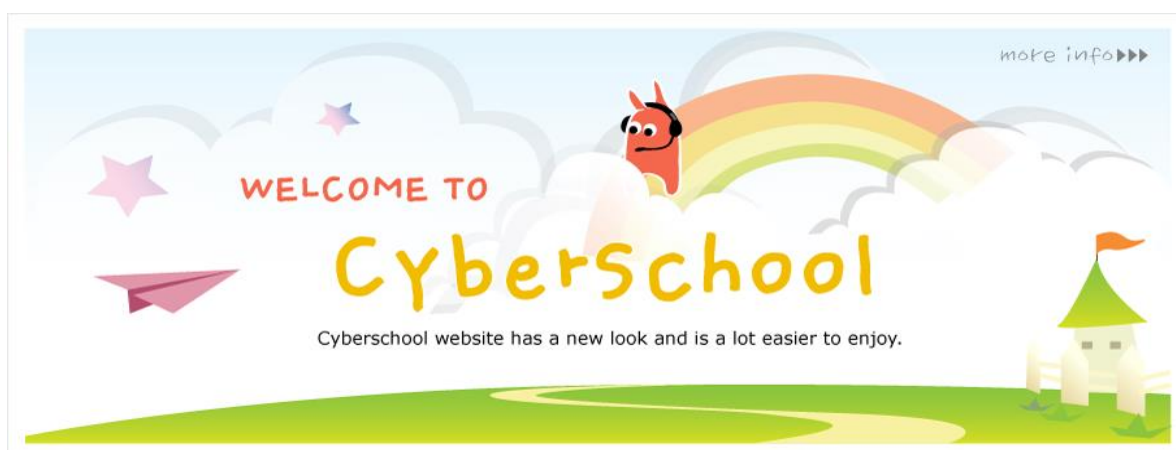 more info
WELCOME TO
Cyberschool
Cyberschool website has a new look and is a lot easier to enjoy.